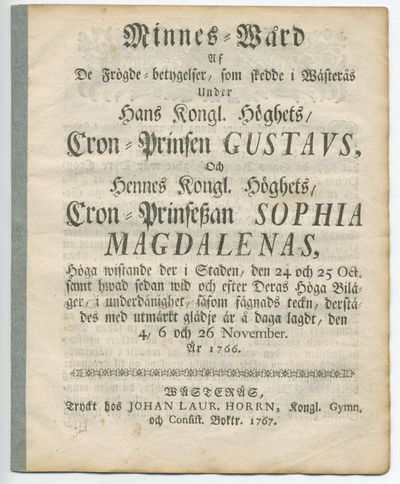 Minnes-Wård
Af
De Frögde-betygelser, som skedde i Wästerås
Under
Hans Kongl. Höghets/
Cron-Prinsen GUSTAVS,
Och
Hennes Kongl. Höghets/
Cron-Prinseßan SOPHIA
MAGDALENAS,
Höga wistande der i Staden, den 24 och 25 Oct.
samt hwad sedan wid och efter Deras Höga Bilä-
ger, i underdånighet, såsom fägnads teckn, derstä-
des med utmärkt glädje är å daga lagdt, den
4, 6 och 26 November.
År 1766.
WÄSTERÅS,
Tryckt hos JOHAN LAUR. HORRN, Kongl. Gymn.
och Consist. Boktr. 1767.